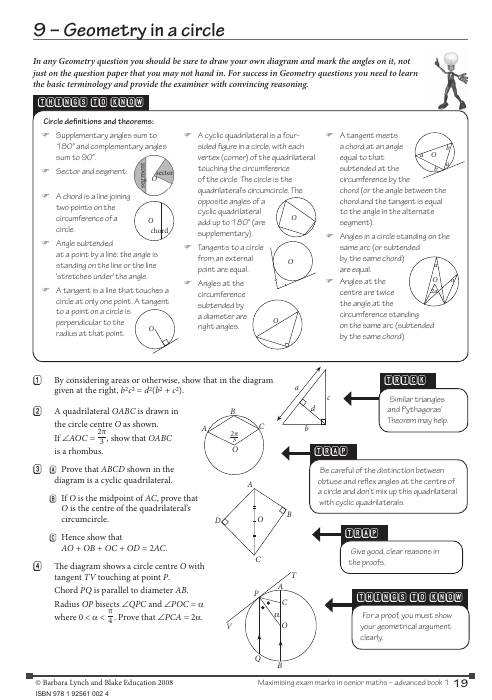 9 – Geometry in a circle
In any Geometry question you should be sure to draw your own diagram and mark the angles on it, not
just on the question paper that you may not hand in. For success in Geometry questions you need to learn
the basic terminology and provide the examiner with convincing reasoning.
THINGS TO KNOW
Circle definitions and theorems:
Supplementary angles sum to
180° and complementary angles
sum to 90°.
Sector and segment:
segment
sector
O
A chord is a line joining
two points on the
circumference of a
circle.
O
chord
Angle subtended
at a point by a line: the angle is
standing on the line or the line
'stretches under' the angle.
A tangent is a line that touches a
circle at only one point. A tangent
to a point on a circle is
perpendicular to the
radius at that point.
O
A cyclic quadrilateral is a four-
sided figure in a circle, with each
vertex (corner) of the quadrilateral
touching the circumference
of the circle. The circle is the
quadrilateral's circumcircle. The
opposite angles of a
cyclic quadrilateral
add up to 180° (are
supplementary).
O
Tangents to a circle
from an external
point are equal.
O
Angles at the
circumference
subtended by
a diameter are
right angles.
O
A tangent meets
a chord at an angle
equal to that
subtended at the
circumference by the
chord (or the angle between the
chord and the tangent is equal
to the angle in the alternate
segment).
O
Angles in a circle standing on the
same arc (or subtended
by the same chord)
are equal.
Angles at the
centre are twice
the angle at the
circumference standing
on the same arc (subtended
by the same chord).
O
1 By considering areas or otherwise, show that in the diagram
given at the right, b²c² = d²(b² + c²).
a
c
d
b
TRICK
Similar triangles
and Pythagoras'
Theorem may help.
2 A quadrilateral OABC is drawn in
the circle centre O as shown.
If ∠AOC = 2π/3, show that OABC
is a rhombus.
B
A
C
O
TRAP
Be careful of the distinction between
obtuse and reflex angles at the centre of
a circle and don't mix up this quadrilateral
with cyclic quadrilaterals.
3 A Prove that ABCD shown in the
diagram is a cyclic quadrilateral.
B If O is the midpoint of AC, prove that
O is the centre of the quadrilateral's
circumcircle.
C Hence show that
AO + OB + OC + OD = 2AC.
A
B
D
O
C
TRAP
Give good, clear reasons in
the proofs.
4 The diagram shows a circle centre O with
tangent TV touching at point P.
Chord PQ is parallel to diameter AB.
Radius OP bisects ∠QPC and ∠POC = α
where 0 < α < π/4. Prove that ∠PCA = 2α.
T
A
P
C
α
O
V
Q
B
THINGS TO KNOW
For a proof, you must show
your geometrical argument
clearly.
© Barbara Lynch and Blake Education 2008
Maximising exam marks in senior maths – advanced book 1 19
ISBN 978 1 92561 002 4